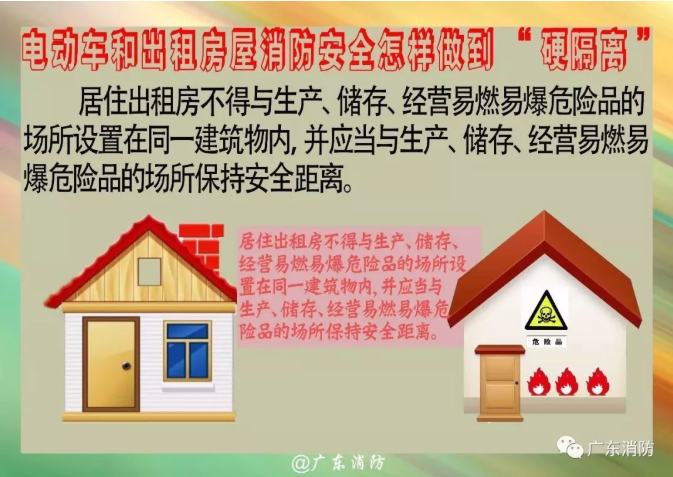 电动车和出租房屋消防安全怎样做到“硬隔离”
居住出租房不得与生产、储存、经营易燃易爆危险品的
场所设置在同一建筑物内,并应当与生产、储存、经营易燃易
爆危险品的场所保持安全距离。
居住出租房不得与生产、储存、
经营易燃易爆危险品的场所设
置在同一建筑物内,并应当与
生产、储存、经营易燃易爆危
险品的场所保持安全距离。
危险品
广东消防
@广东消防